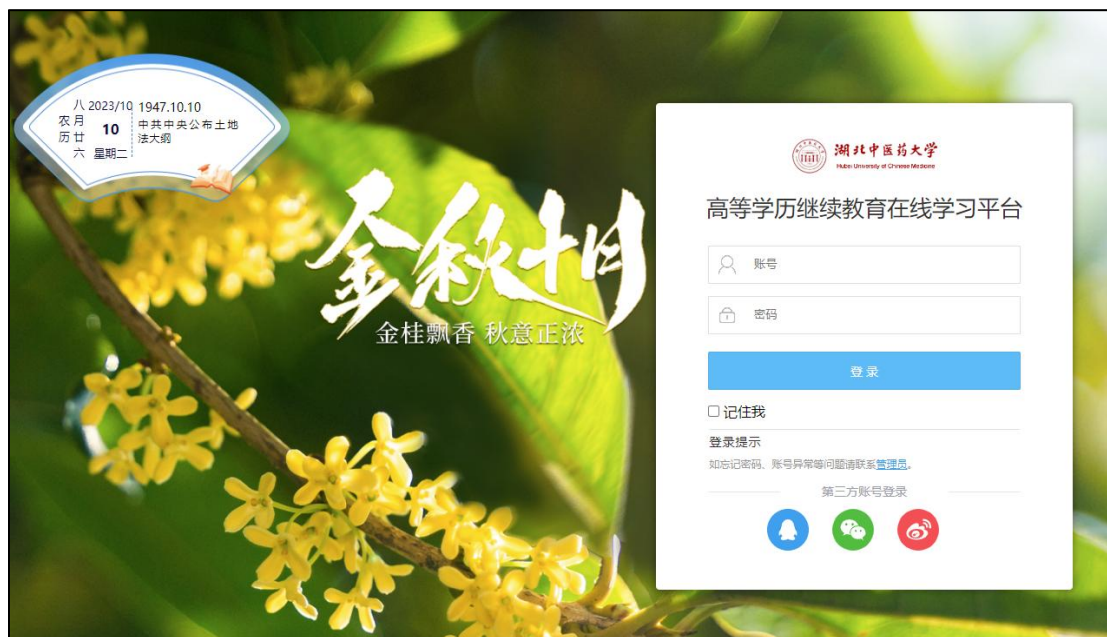 农历
八月廿六
2023/10
10
星期二
1947.10.10
中共中央公布土地
法大纲
金秋十月
金桂飘香 秋意正浓
湖北中医药大学
Hubei University of Chinese Medicine
高等学历继续教育在线学习平台
账号
密码
登录
记住我
登录提示
如忘记密码、账号异常等问题请联系管理员。
第三方账号登录